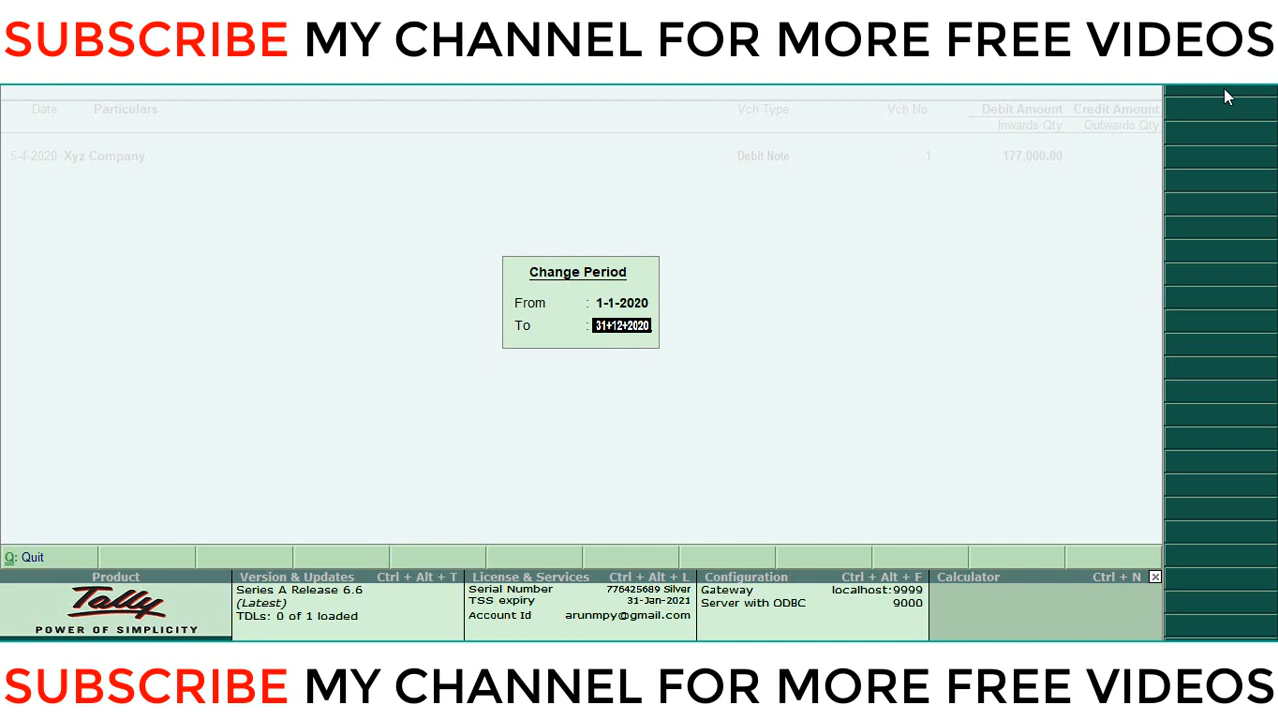 SUBSCRIBE MY CHANNEL FOR MORE FREE VIDEOS
Date Particulars Vch Type Vch No. Debit Amount Credit Amount
Inwards Qty Outwards Qty
5-4-2020 Xyz Company Debit Note 1 177,000.00
Change Period
From : 1-1-2020
To : 31+12+2020
Q: Quit
Product Version & Updates Ctrl + Alt + T License & Services Ctrl + Alt + L Configuration Ctrl + Alt + F Calculator Ctrl + N x
Tally
POWER OF SIMPLICITY
Series A Release 6.6
(Latest)
TDLs: 0 of 1 loaded
Serial Number 776425689 Silver
TSS expiry 31-Jan-2021
Account Id arunmpy@gmail.com
Gateway localhost:9999
Server with ODBC 9000
SUBSCRIBE MY CHANNEL FOR MORE FREE VIDEOS